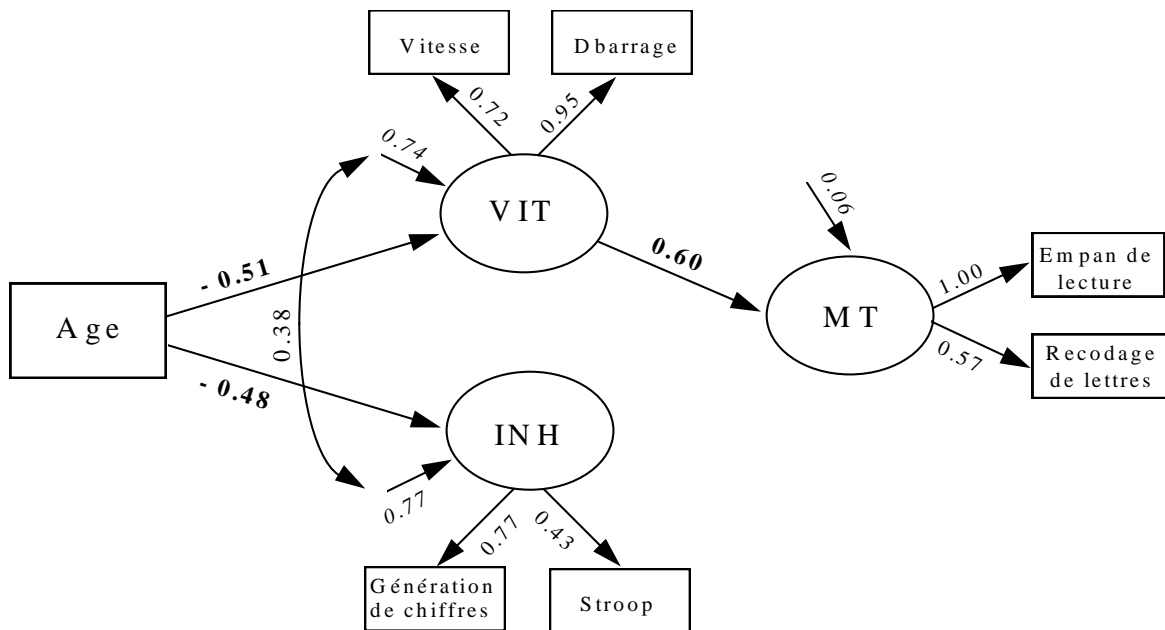 Vitesse
Dbarrage
0.72
0.95
0.74
VIT
0.06
- 0.51
0.60
Empan de
lecture
1.00
MT
Age
0.38
0.57
Recodage
de lettres
- 0.48
INH
0.77
0.77
0.43
Génération
de chiffres
Stroop